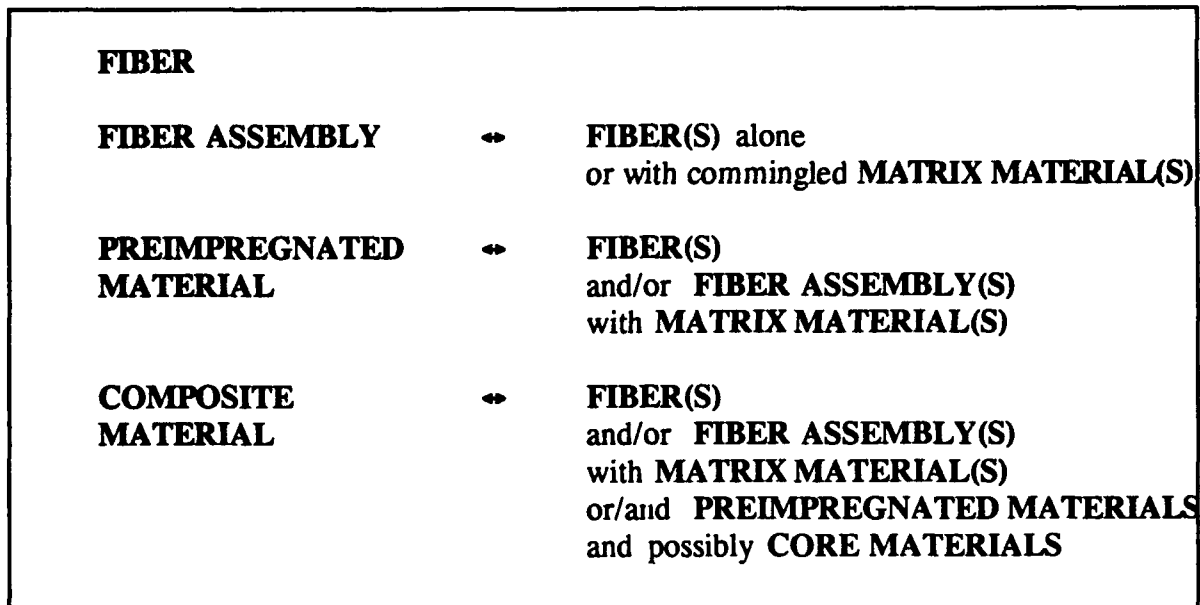 FIBER
FIBER ASSEMBLY ↔ FIBER(S) alone
or with commingled MATRIX MATERIAL(S)
PREIMPREGNATED ↔ FIBER(S)
MATERIAL and/or FIBER ASSEMBLY(S)
with MATRIX MATERIAL(S)
COMPOSITE ↔ FIBER(S)
MATERIAL and/or FIBER ASSEMBLY(S)
with MATRIX MATERIAL(S)
or/and PREIMPREGNATED MATERIALS
and possibly CORE MATERIALS